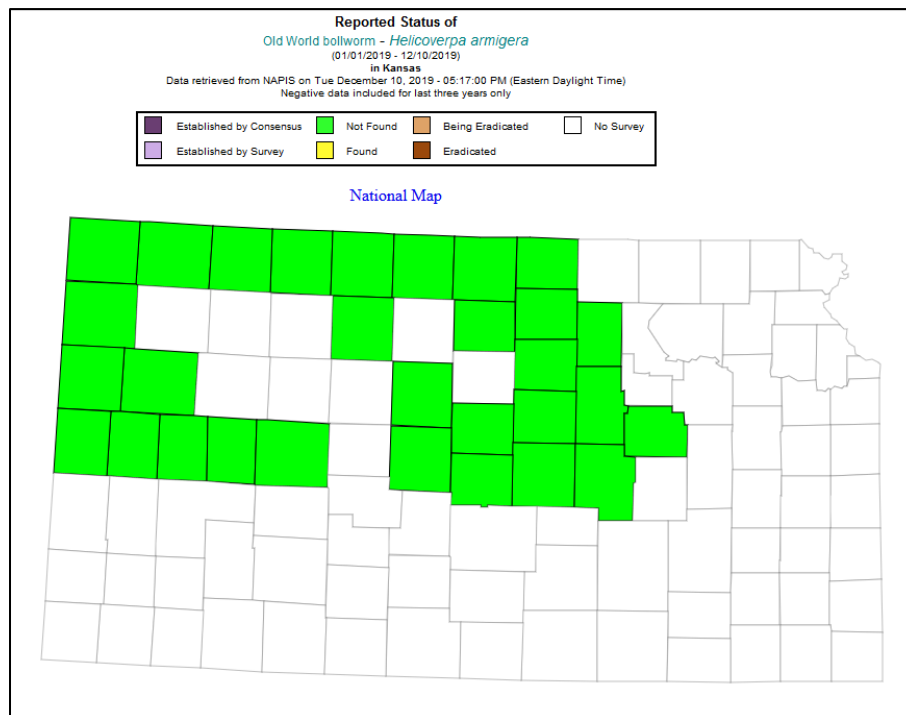 Reported Status of
Old World bollworm - Helicoverpa armigera
(01/01/2019 - 12/10/2019)
in Kansas
Data retrieved from NAPIS on Tue December 10, 2019 - 05:17:00 PM (Eastern Daylight Time)
Negative data included for last three years only
Established by Consensus Not Found Being Eradicated No Survey
Established by Survey Found Eradicated
National Map